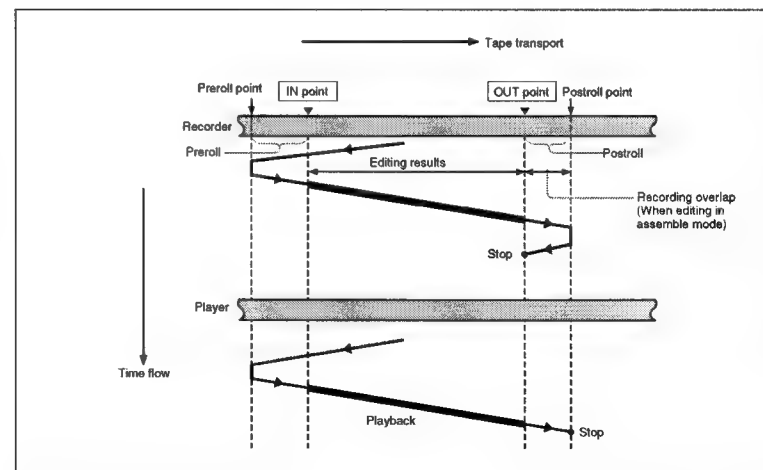 Tape transport
Preroll point
IN point
OUT point
Postroll point
Recorder
Preroll
Editing results
Postroll
Recording overlap
(When editing in
assemble mode)
Stop
Player
Time flow
Playback
Stop